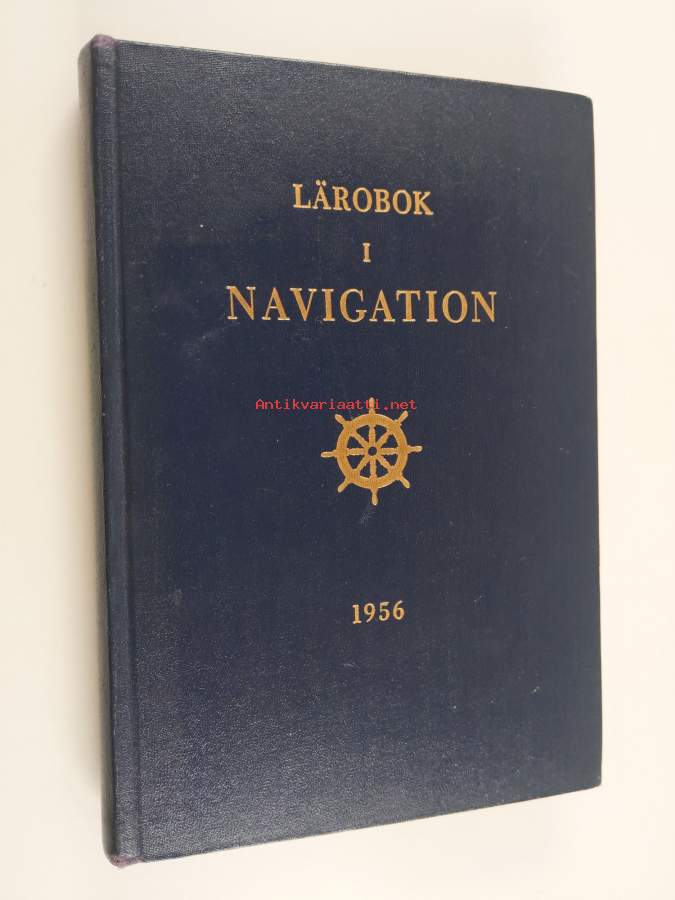 LÄROBOK
I
NAVIGATION
Antikvariaatti.net
1956